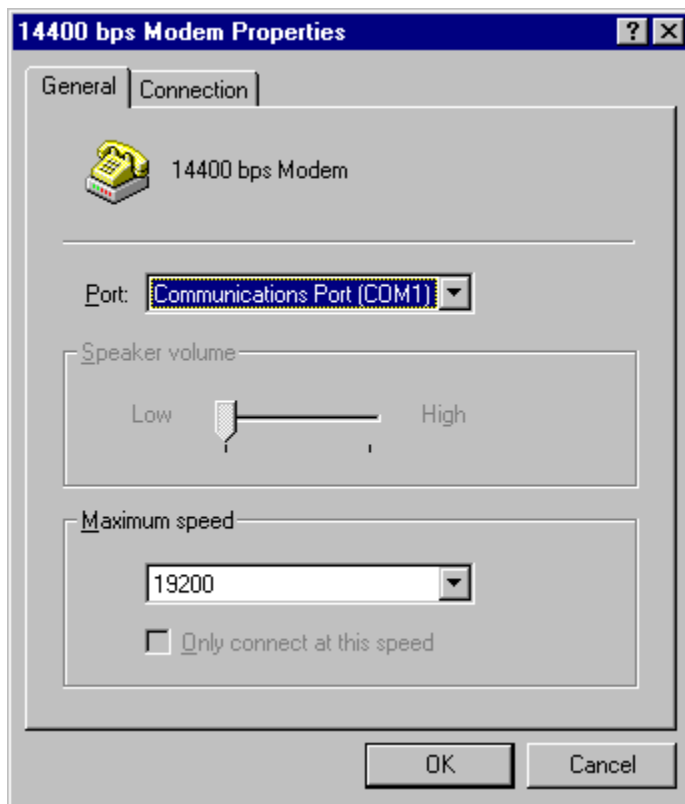 14400 bps Modem Properties
General Connection
14400 bps Modem
Port: Communications Port (COM1)
Speaker volume
Low High
Maximum speed
19200
Only connect at this speed
OK Cancel